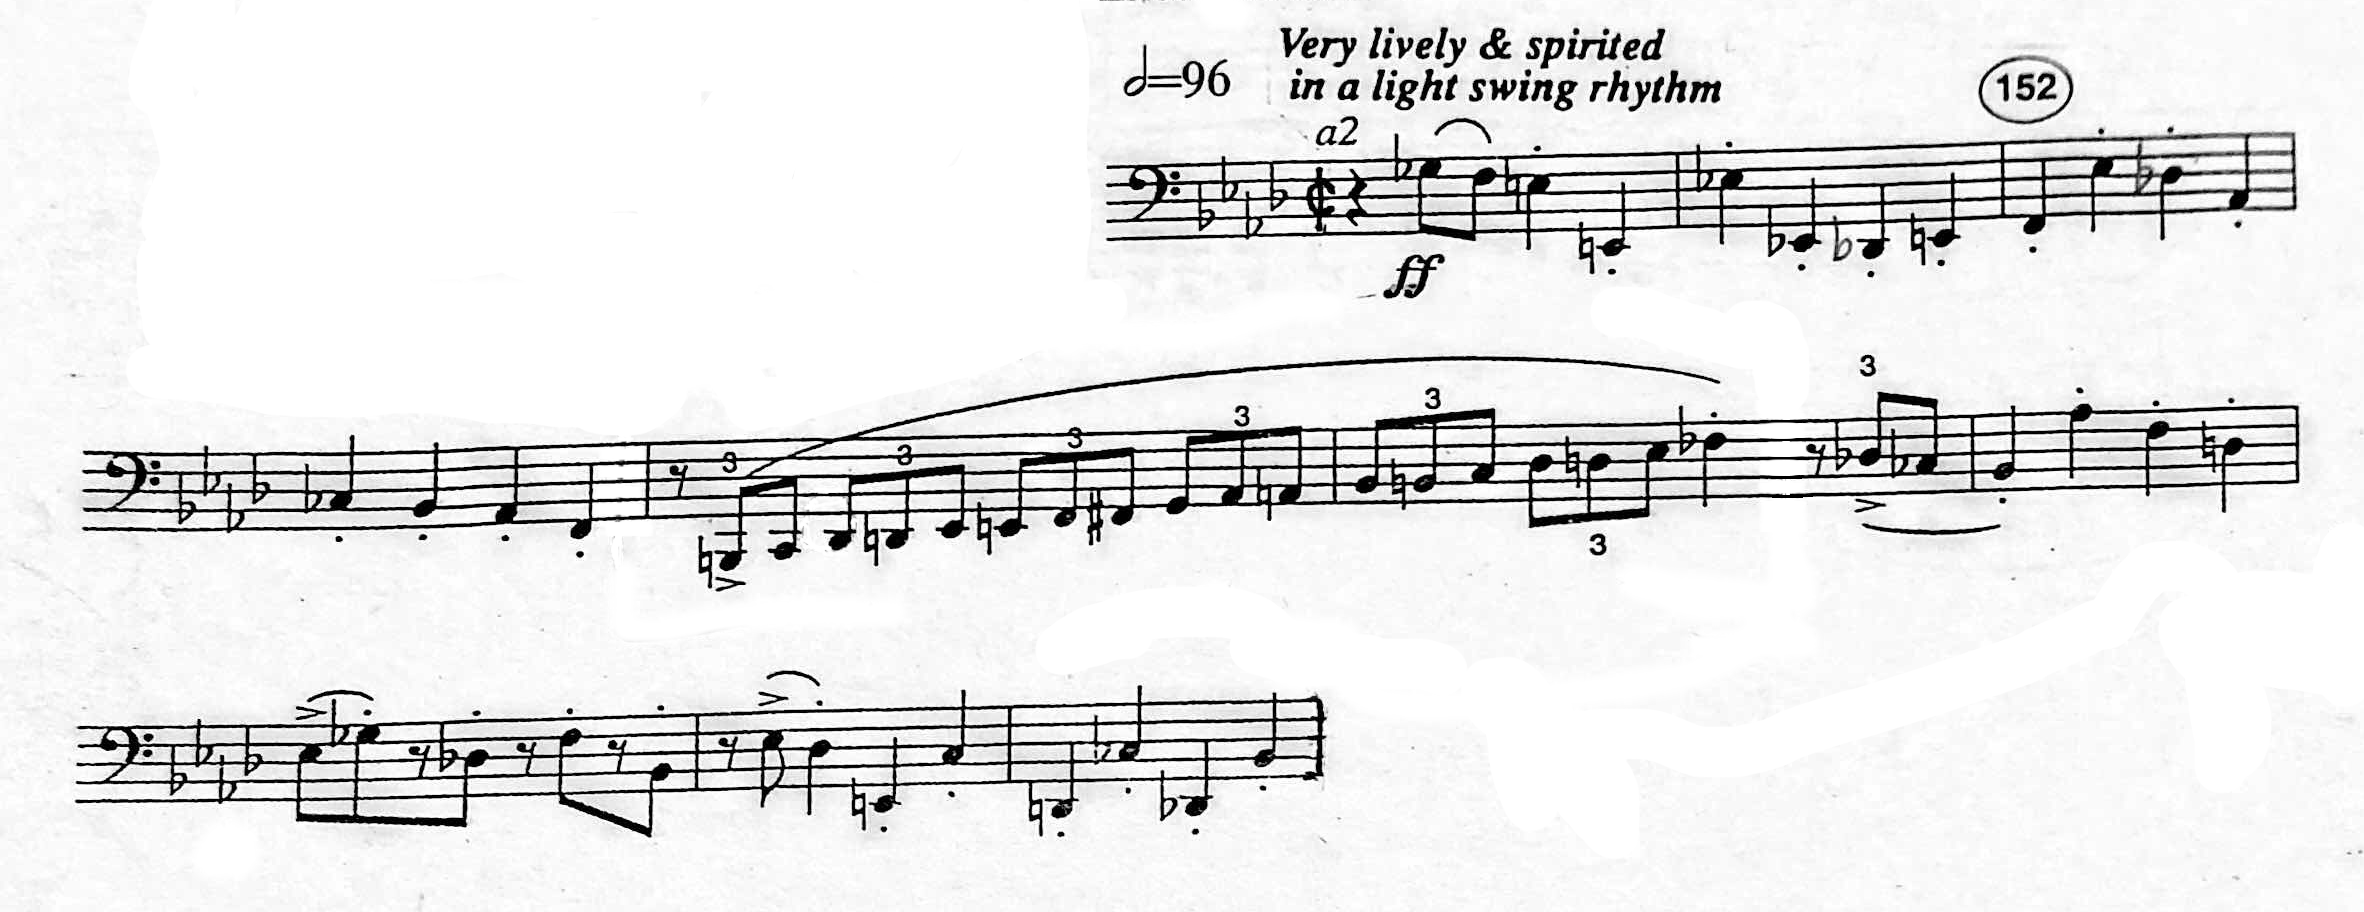 𝅗𝅥=96 Very lively & spirited
in a light swing rhythm
152
a2
ff
3
3
3
3
3
3
3